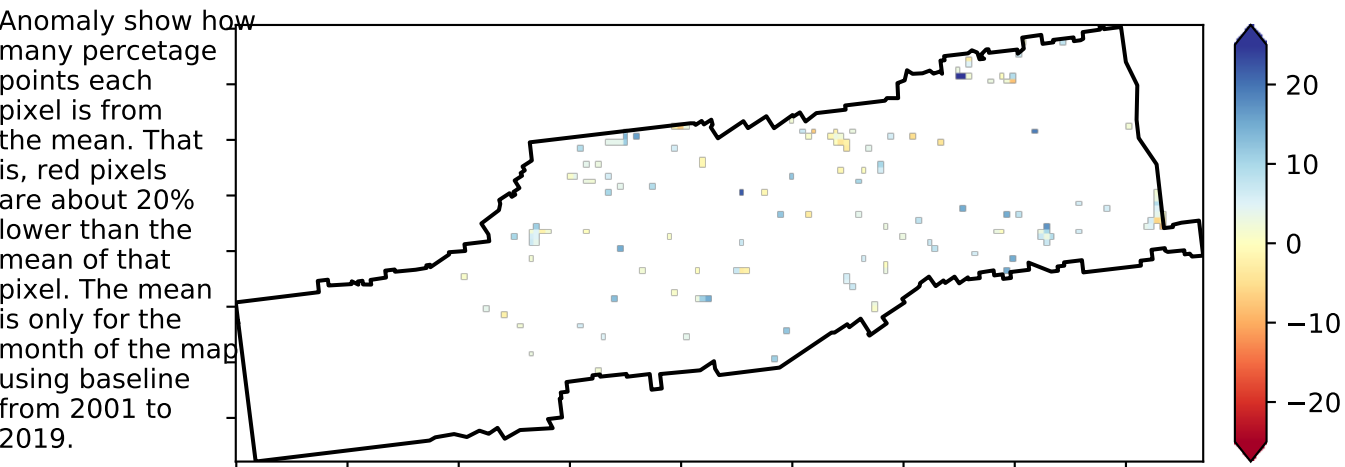 Anomaly show how
many percetage
points each
pixel is from
the mean. That
is, red pixels
are about 20%
lower than the
mean of that
pixel. The mean
is only for the
month of the map
using baseline
from 2001 to
2019.
20
10
0
−10
−20